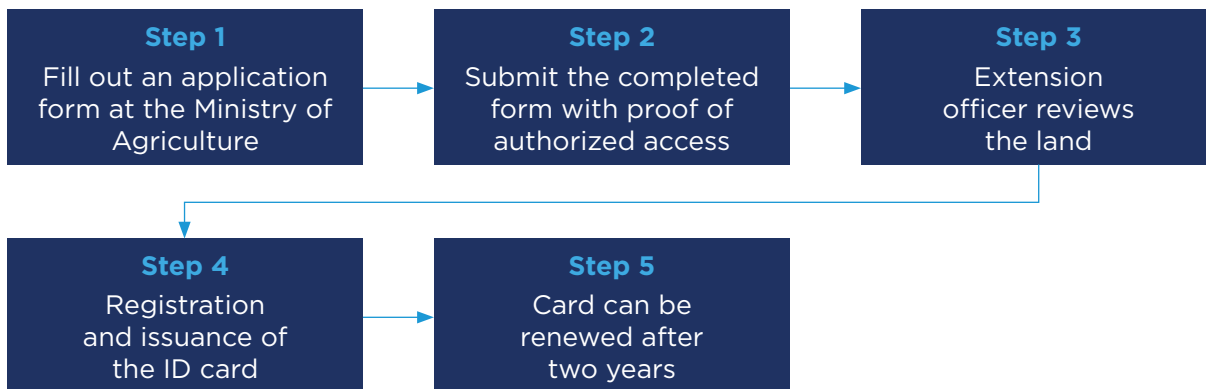 Step 1
Fill out an application
form at the Ministry of
Agriculture
Step 2
Submit the completed
form with proof of
authorized access
Step 3
Extension
officer reviews
the land
Step 4
Registration
and issuance of
the ID card
Step 5
Card can be
renewed after
two years